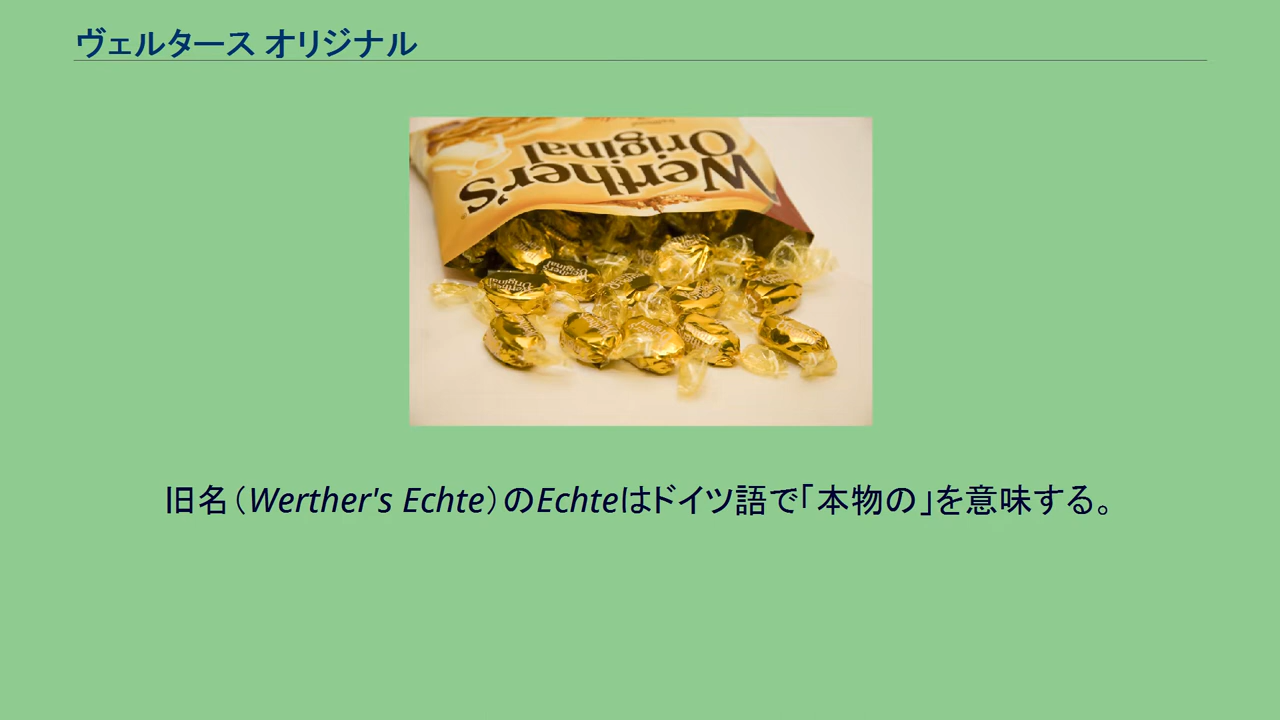 ヴェルタース オリジナル
Werther's
Original
旧名（Werther's Echte）のEchteはドイツ語で「本物の」を意味する。